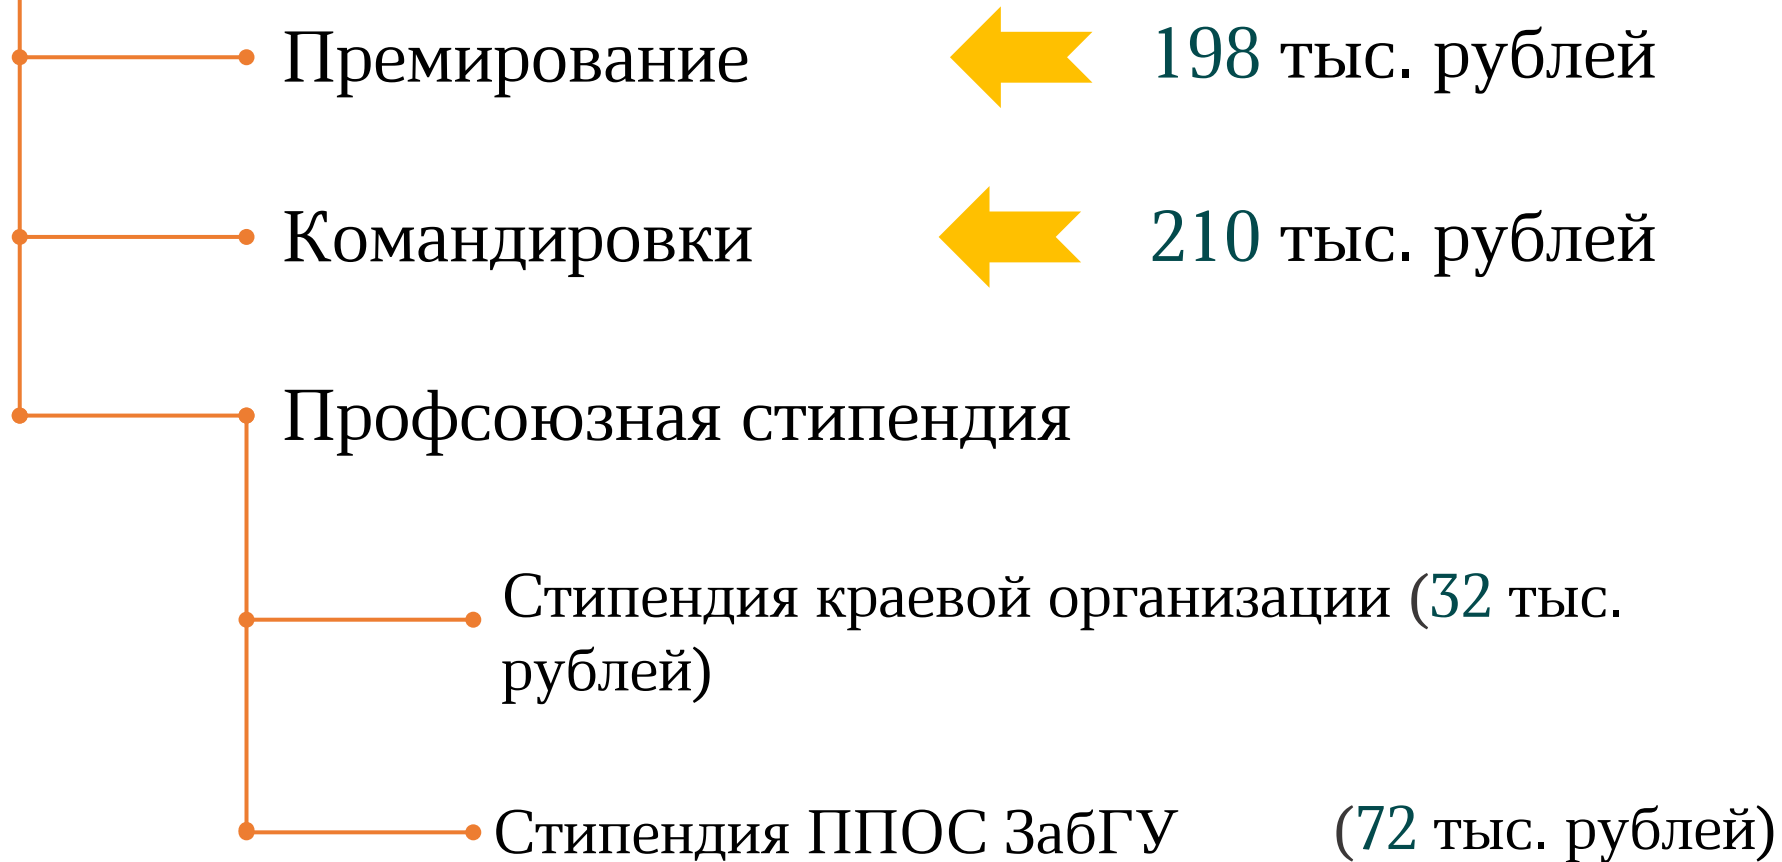 Премирование 198 тыс. рублей
Командировки 210 тыс. рублей
Профсоюзная стипендия
Стипендия краевой организации (32 тыс.
рублей)
Стипендия ППОС ЗабГУ (72 тыс. рублей)